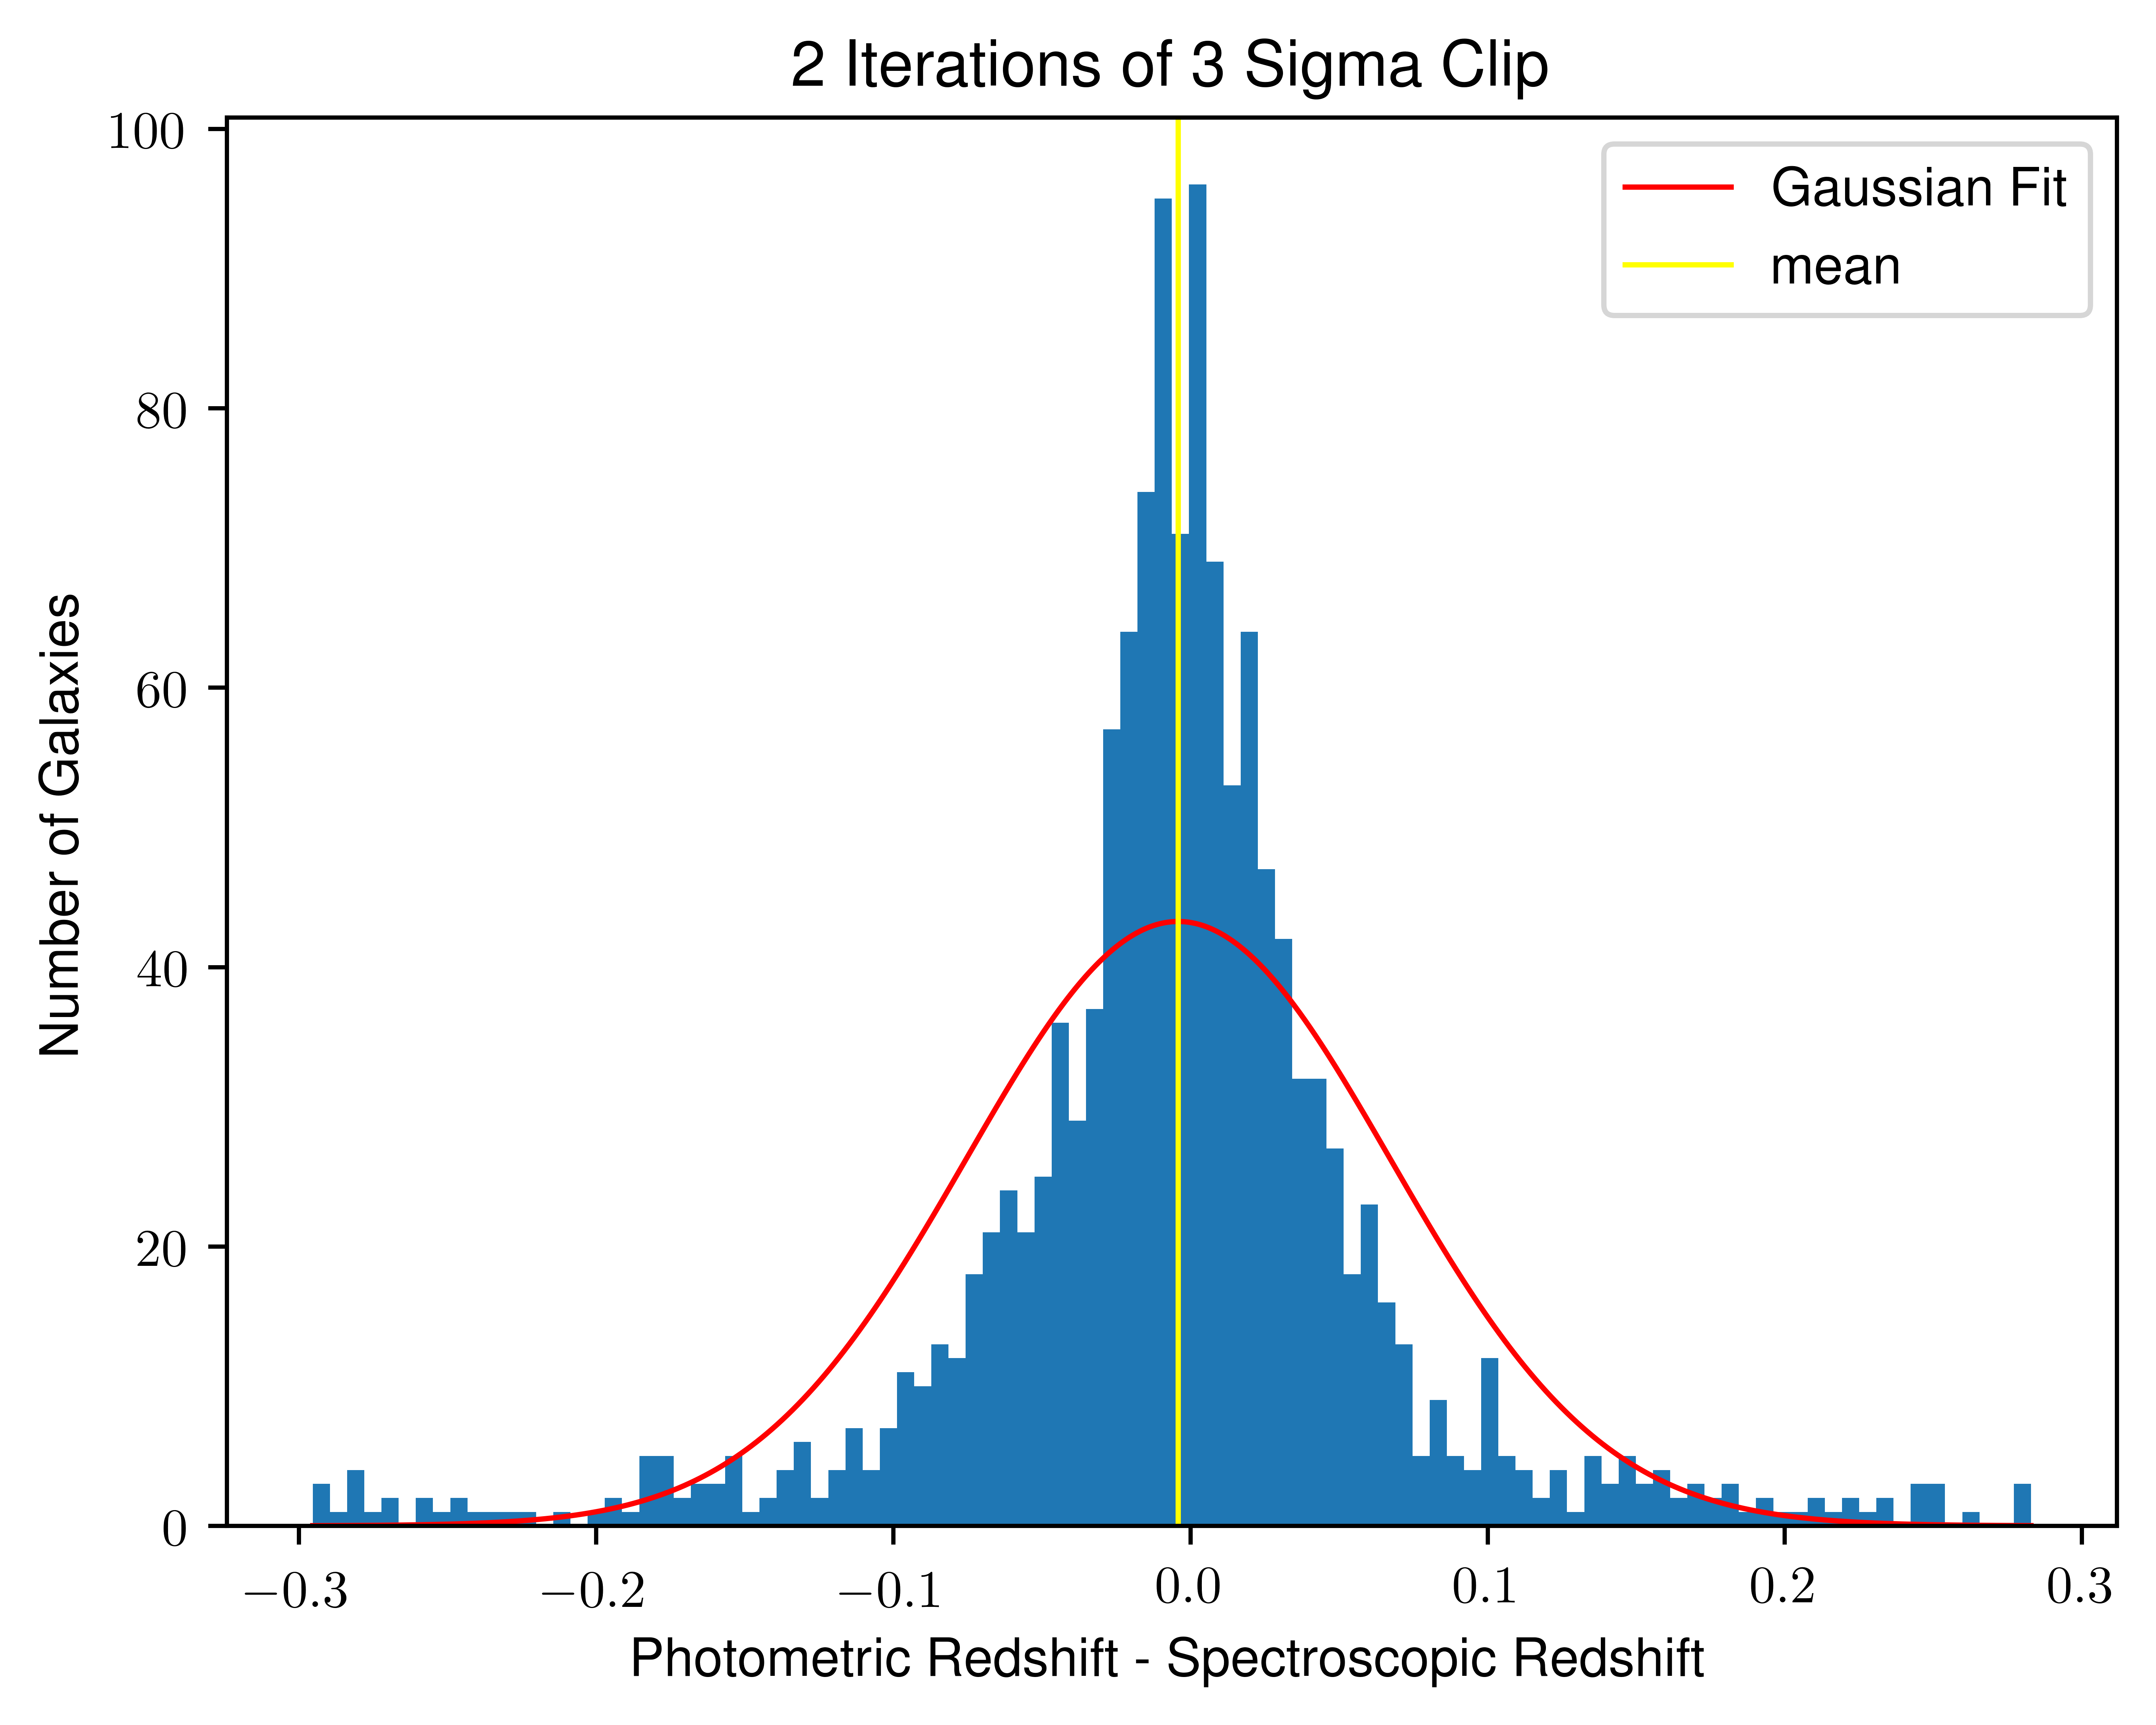 2 Iterations of 3 Sigma Clip
Gaussian Fit
mean
Number of Galaxies
100
80
60
40
20
0
−0.3 −0.2 −0.1 0.0 0.1 0.2 0.3
Photometric Redshift - Spectroscopic Redshift